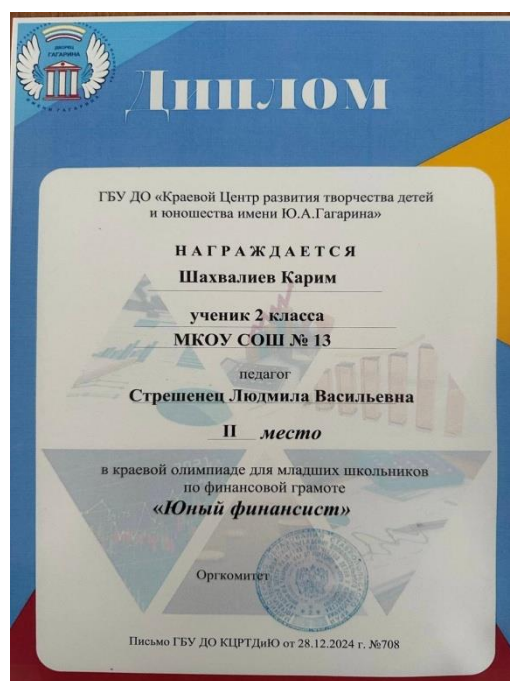 ДВОРЕЦ
ГАГАРИНА
Диплом
ГБУ ДО «Краевой Центр развития творчества детей
и юношества имени Ю.А.Гагарина»
НАГРАЖДАЕТСЯ
Шахвалиев Карим
ученик 2 класса
МКОУ СОШ № 13
педагог
Стрешенец Людмила Васильевна
II место
в краевой олимпиаде для младших школьников
по финансовой грамоте
«Юный финансист»
Оргкомитет
Письмо ГБУ ДО КЦРТДиЮ от 28.12.2024 г. №708